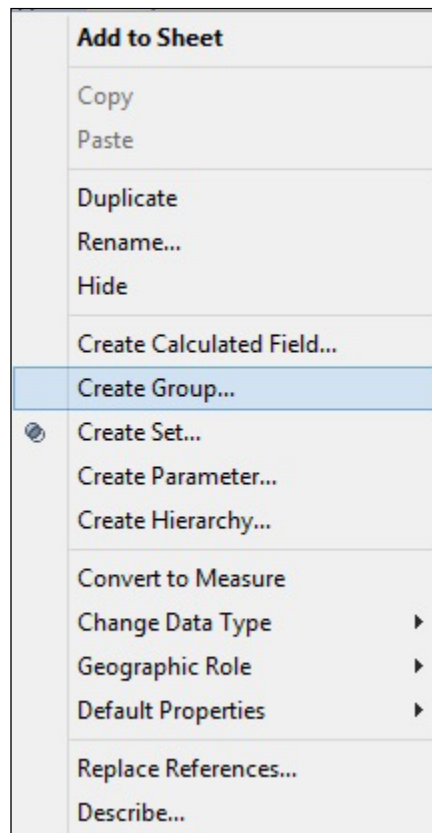 Add to Sheet
Copy
Paste
Duplicate
Rename...
Hide
Create Calculated Field...
Create Group...
Create Set...
Create Parameter...
Create Hierarchy...
Convert to Measure
Change Data Type
Geographic Role
Default Properties
Replace References...
Describe...